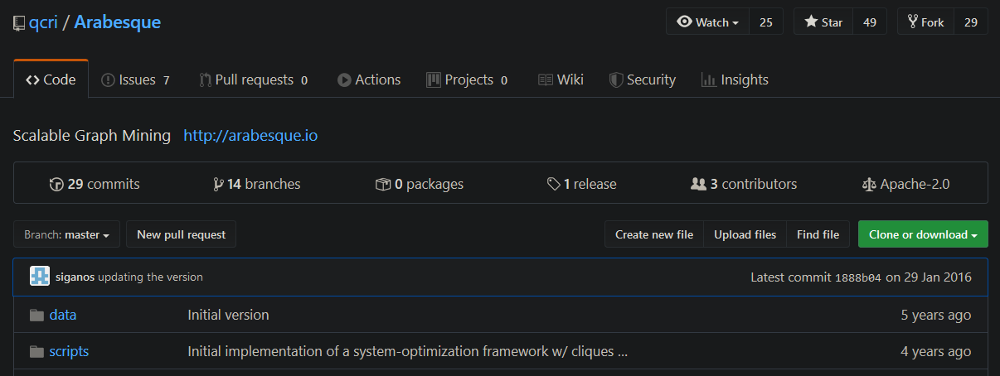 qcri / Arabesque Watch 25 Star 49 Fork 29
Code Issues 7 Pull requests 0 Actions Projects 0 Wiki Security Insights
Scalable Graph Mining http://arabesque.io
29 commits 14 branches 0 packages 1 release 3 contributors Apache-2.0
Branch: master New pull request Create new file Upload files Find file Clone or download
siganos updating the version Latest commit 1888b04 on 29 Jan 2016
data Initial version 5 years ago
scripts Initial implementation of a system-optimization framework w/ cliques ... 4 years ago